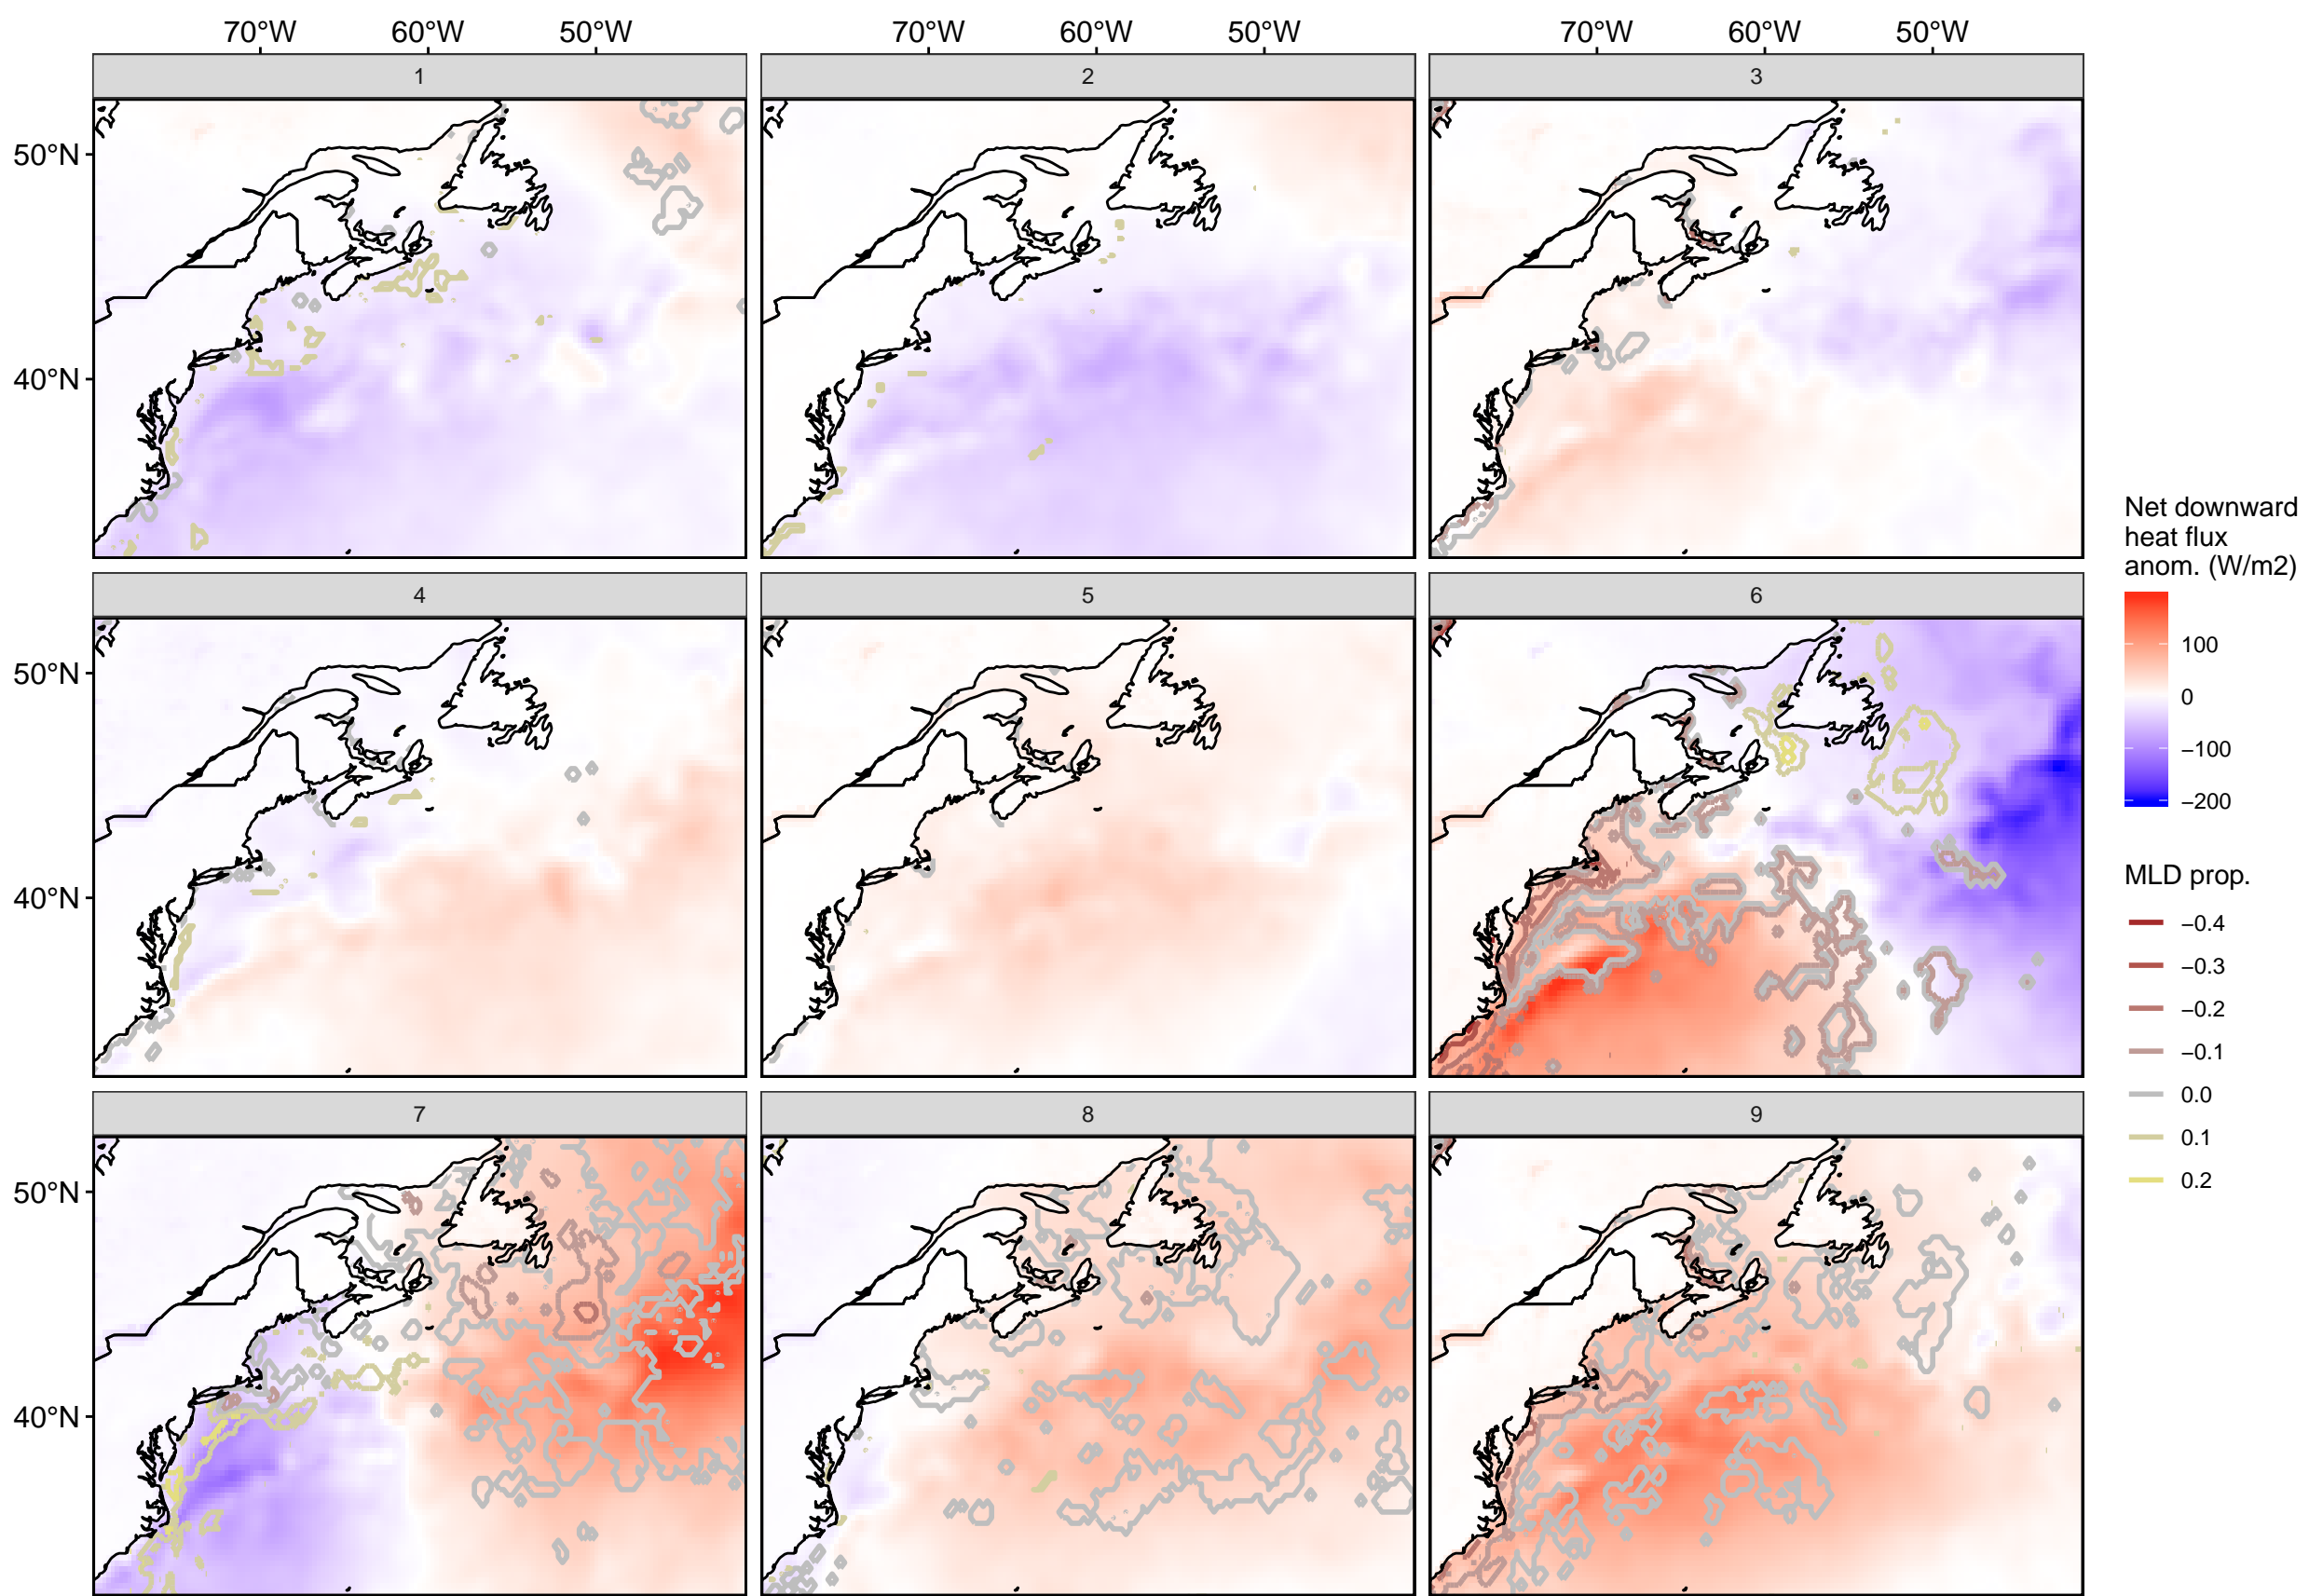 70°W 60°W 50°W 70°W 60°W 50°W 70°W 60°W 50°W
1 2 3
50°N
40°N
4 5 6
50°N
40°N
7 8 9
50°N
40°N
Net downward
heat flux
anom. (W/m2)
100
0
−100
−200
MLD prop.
−0.4
−0.3
−0.2
−0.1
0.0
0.1
0.2